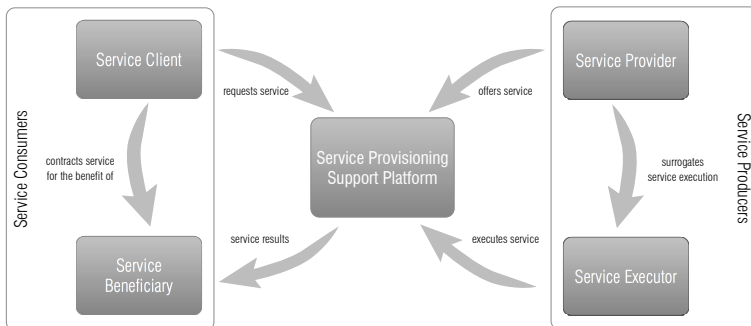 Service Consumers
Service Client
contracts service
for the benefit of
Service
Beneficiary
requests service
service results
Service Provisioning
Support Platform
offers service
executes service
Service Provider
surrogates
service execution
Service Executor
Service Producers